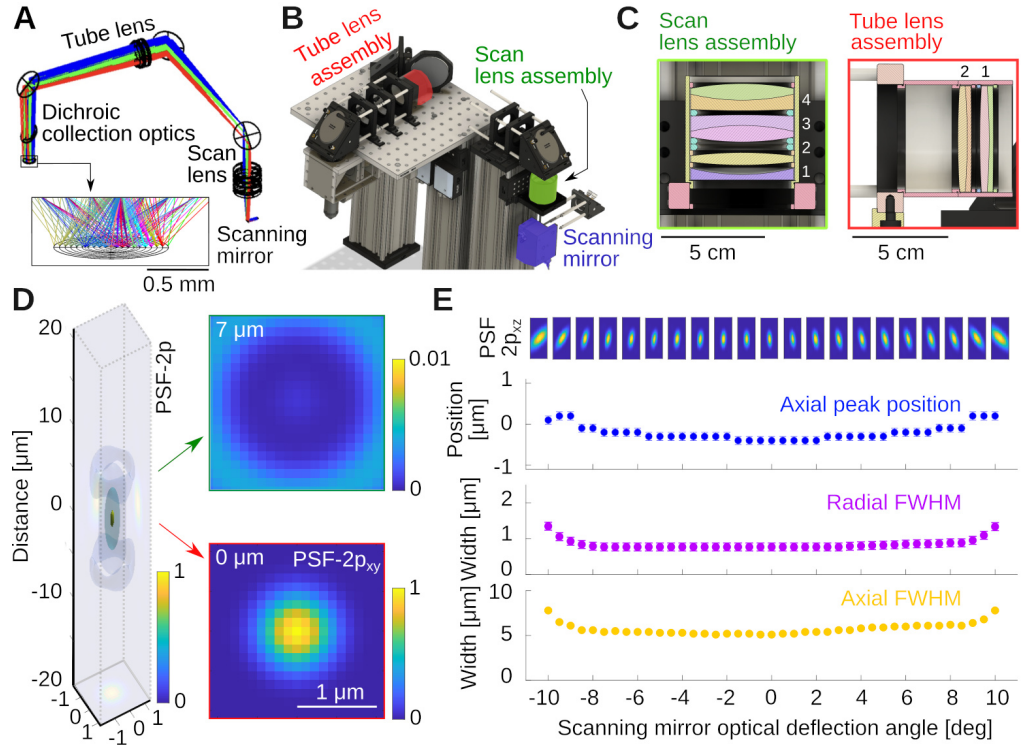 A
Tube lens
Dichroic
collection optics
Scan
lens
Scanning
mirror
0.5 mm
B
Tube lens
assembly
Scan
lens assembly
Scanning
mirror
C
Scan
lens assembly
4
3
2
1
5 cm
Tube lens
assembly
2 1
5 cm
D
20
10
0
-10
-20
Distance [µm]
-1 0 1
-1 0 1
PSF-2p
1
0
7 µm
0.01
0
0 µm
PSF-2pxy
1 µm
1
0
E
PSF
2pxz
Position
[µm]
1
0
-1
Axial peak position
Width [µm]
2
1
0
Radial FWHM
Width [µm]
10
5
0
Axial FWHM
-10 -8 -6 -4 -2 0 2 4 6 8 10
Scanning mirror optical deflection angle [deg]